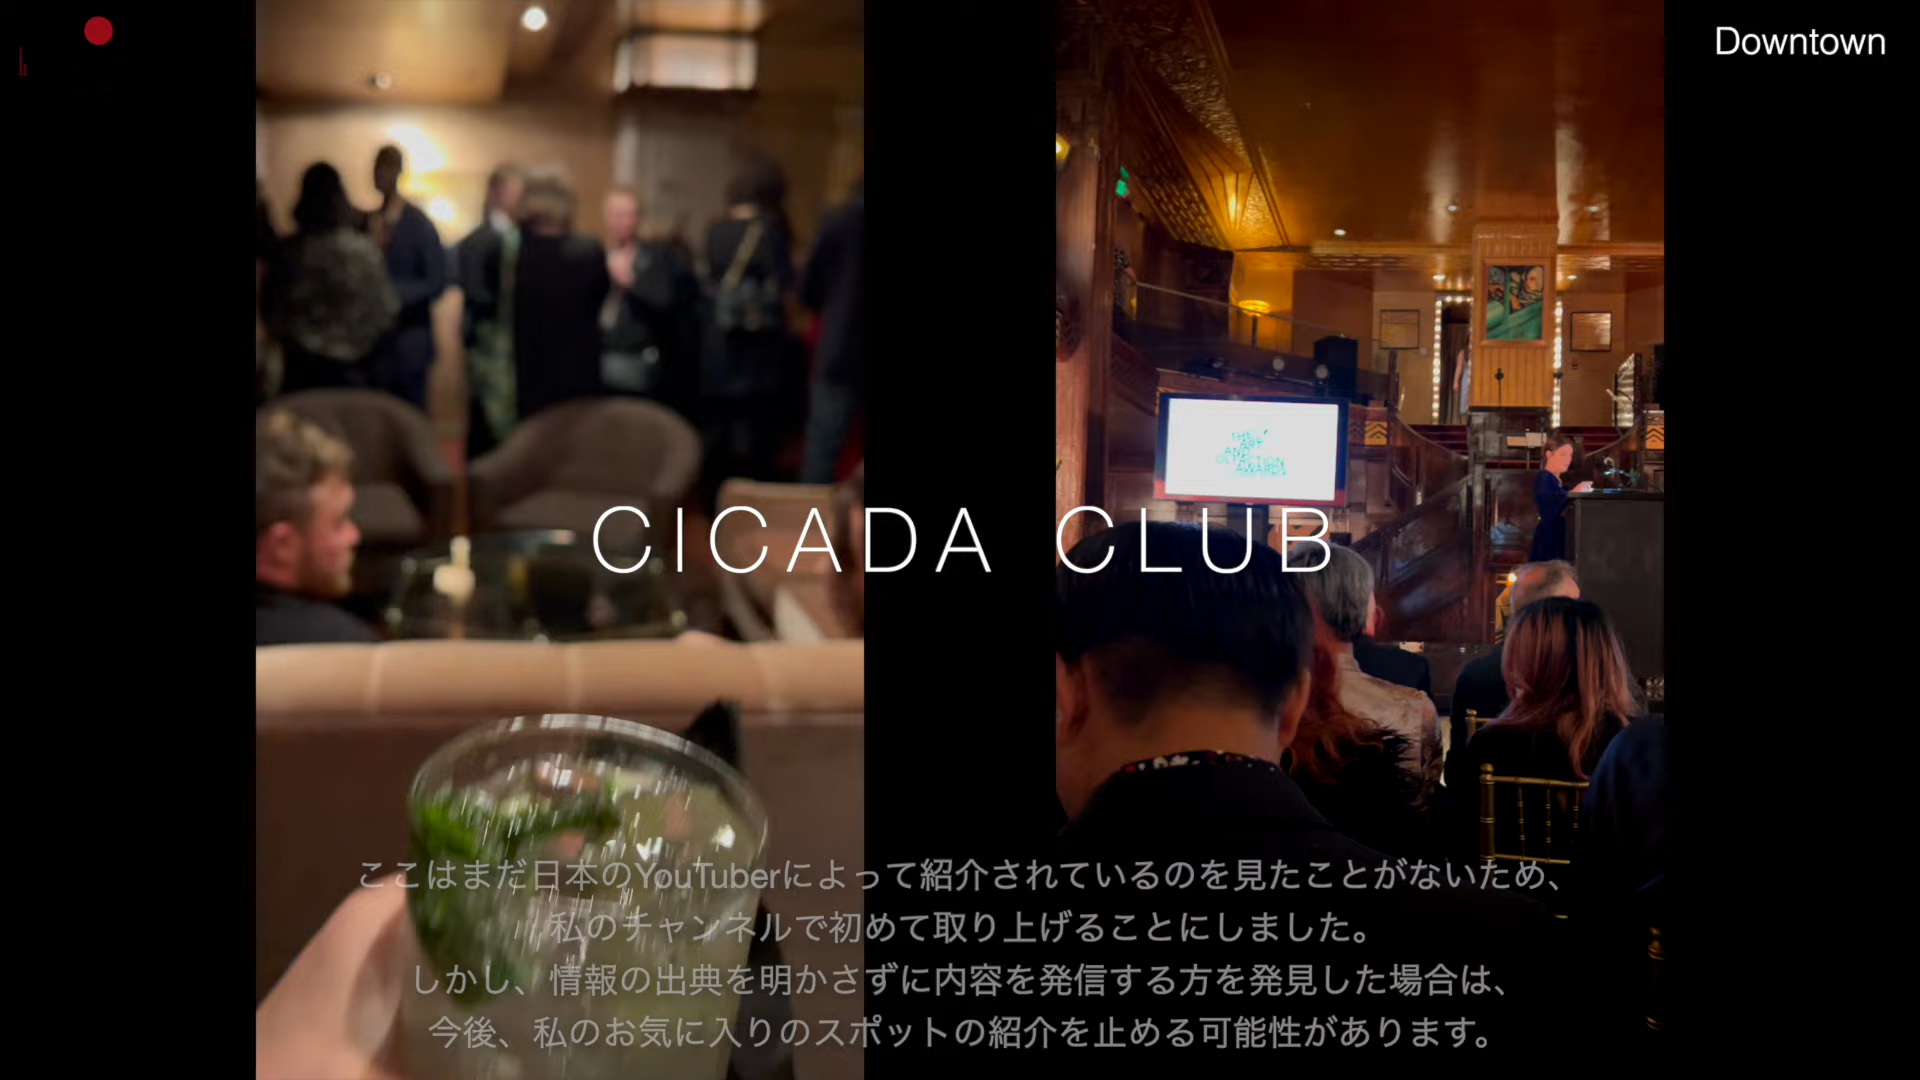 Downtown
THE
ART
AND
OLFACTION
AWARDS
CICADA CLUB
ここはまだ日本のYouTuberによって紹介されているのを見たことがないため、
私のチャンネルで初めて取り上げることにしました。
しかし、情報の出典を明かさずに内容を発信する方を発見した場合は、
今後、私のお気に入りのスポットの紹介を止める可能性があります。